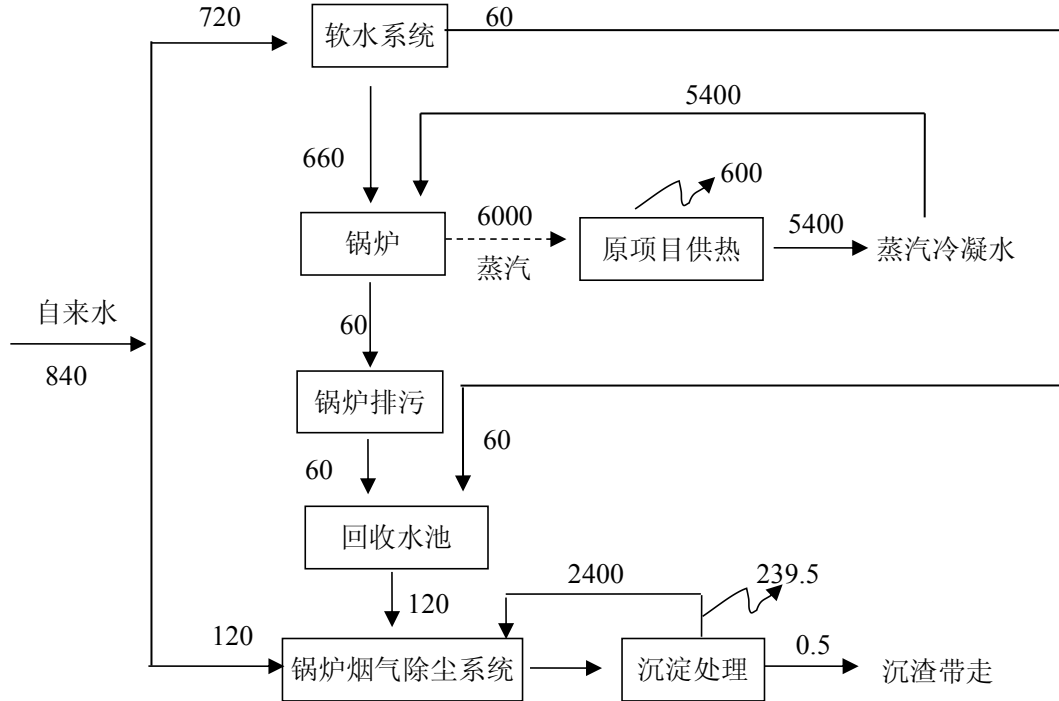 720
软水系统
60
5400
660
600
锅炉
6000
蒸汽
原项目供热
5400
蒸汽冷凝水
自来水
840
60
锅炉排污
60
60
回收水池
2400
239.5
120
120
锅炉烟气除尘系统
沉淀处理
0.5
沉渣带走